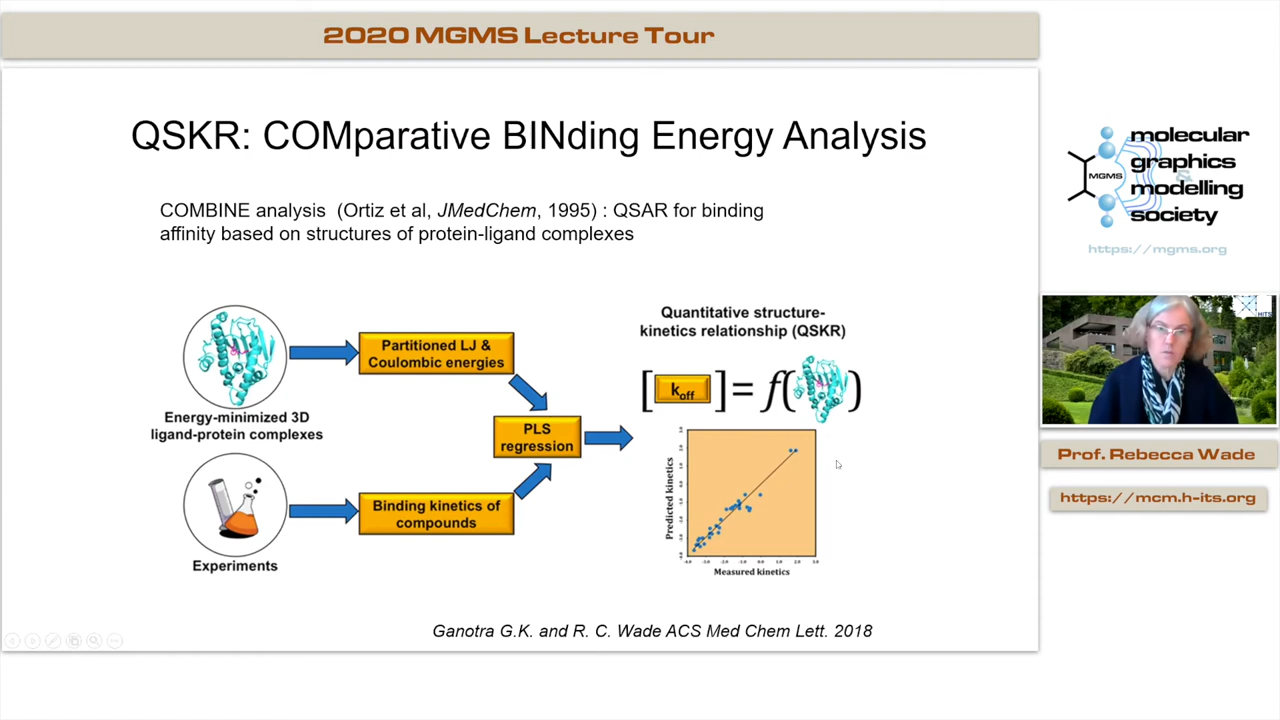 2020 MGMS Lecture Tour
QSKR: COMparative BINding Energy Analysis
COMBINE analysis (Ortiz et al, JMedChem, 1995) : QSAR for binding
affinity based on structures of protein-ligand complexes
Energy-minimized 3D
ligand-protein complexes
Partitioned LJ &
Coulombic energies
Experiments
Binding kinetics of
compounds
PLS
regression
Quantitative structure-
kinetics relationship (QSKR)
[koff] = f( )
Predicted kinetics
Measured kinetics
Ganotra G.K. and R. C. Wade ACS Med Chem Lett. 2018
MGMS
molecular
graphics
&
modelling
society
https://mgms.org
HITS
Prof. Rebecca Wade
https://mcm.h-its.org